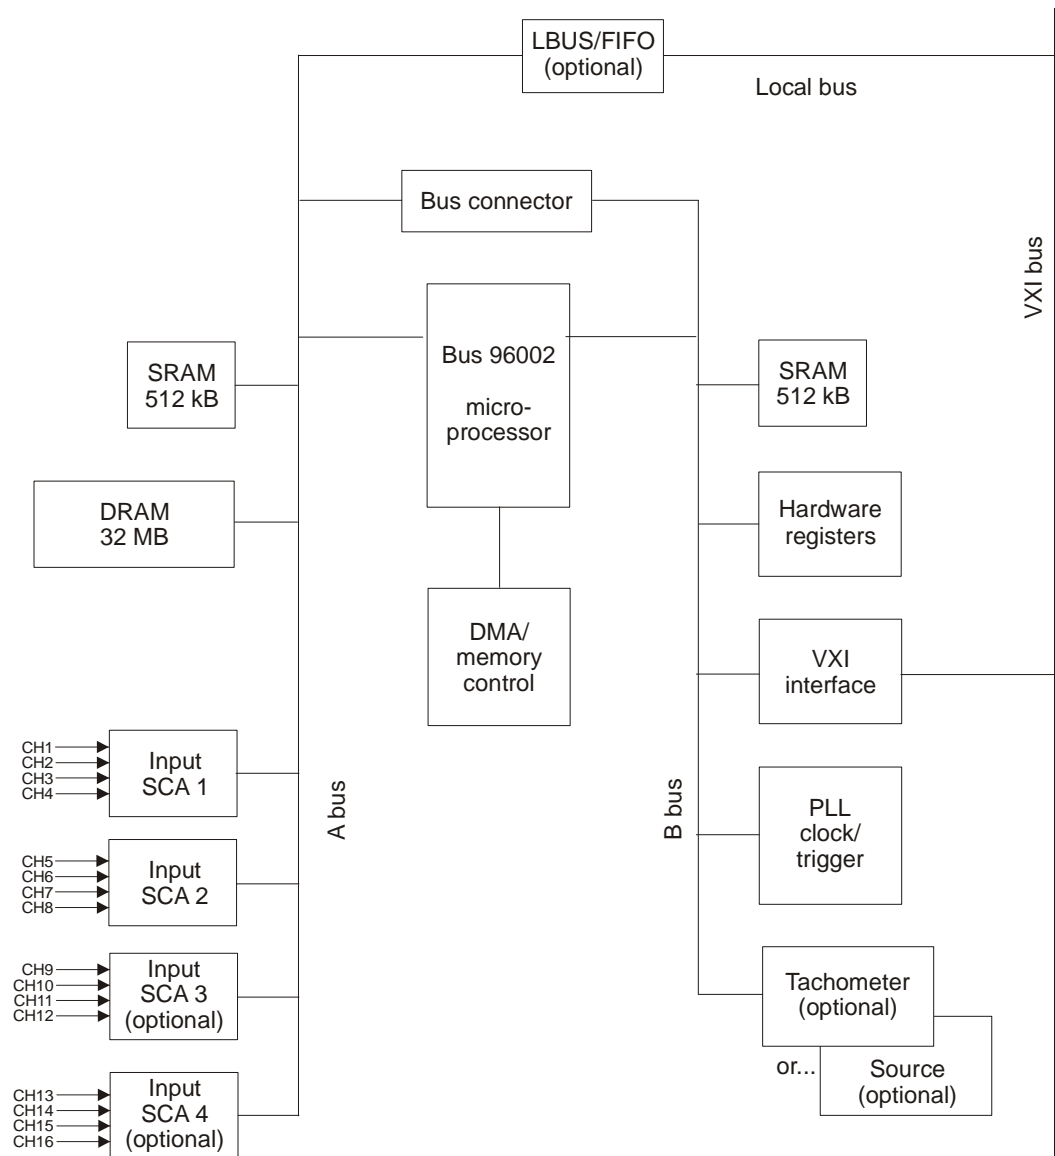 LBUS/FIFO
(optional)
Local bus
Bus connector
VXI bus
Bus 96002
micro-
processor
SRAM
512 kB
SRAM
512 kB
DRAM
32 MB
Hardware
registers
DMA/
memory
control
VXI
interface
CH1
CH2
CH3
CH4
Input
SCA 1
A bus
B bus
PLL
clock/
trigger
CH5
CH6
CH7
CH8
Input
SCA 2
CH9
CH10
CH11
CH12
Input
SCA 3
(optional)
Tachometer
(optional)
or...
Source
(optional)
CH13
CH14
CH15
CH16
Input
SCA 4
(optional)